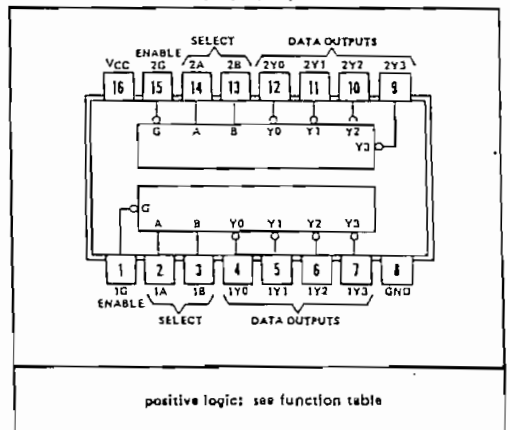 SELECT DATA OUTPUTS
ENABLE
VCC 2G 2A 2B 2Y0 2Y1 2Y2 2Y3
16 15 14 13 12 11 10 9
G A B Y0 Y1 Y2
Y3
G
A B Y0 Y1 Y2 Y3
1 2 3 4 5 6 7 8
1G 1A 1B 1Y0 1Y1 1Y2 1Y3 GND
ENABLE
SELECT DATA OUTPUTS
positive logic: see function table